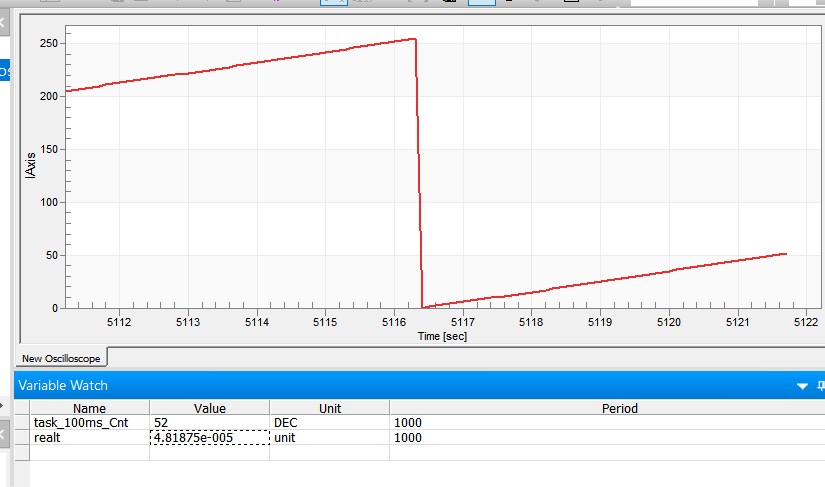 250
200
150
100
50
0
IAxis
5112 5113 5114 5115 5116 5117 5118 5119 5120 5121 5122
Time [sec]
New Oscilloscope
Variable Watch
Name Value Unit Period
task_100ms_Cnt 52 DEC 1000
realt 4.81875e-005 unit 1000